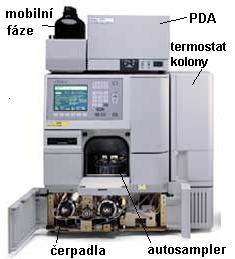 mobilní
fáze
PDA
termostat
kolony
čerpadla
autosampler